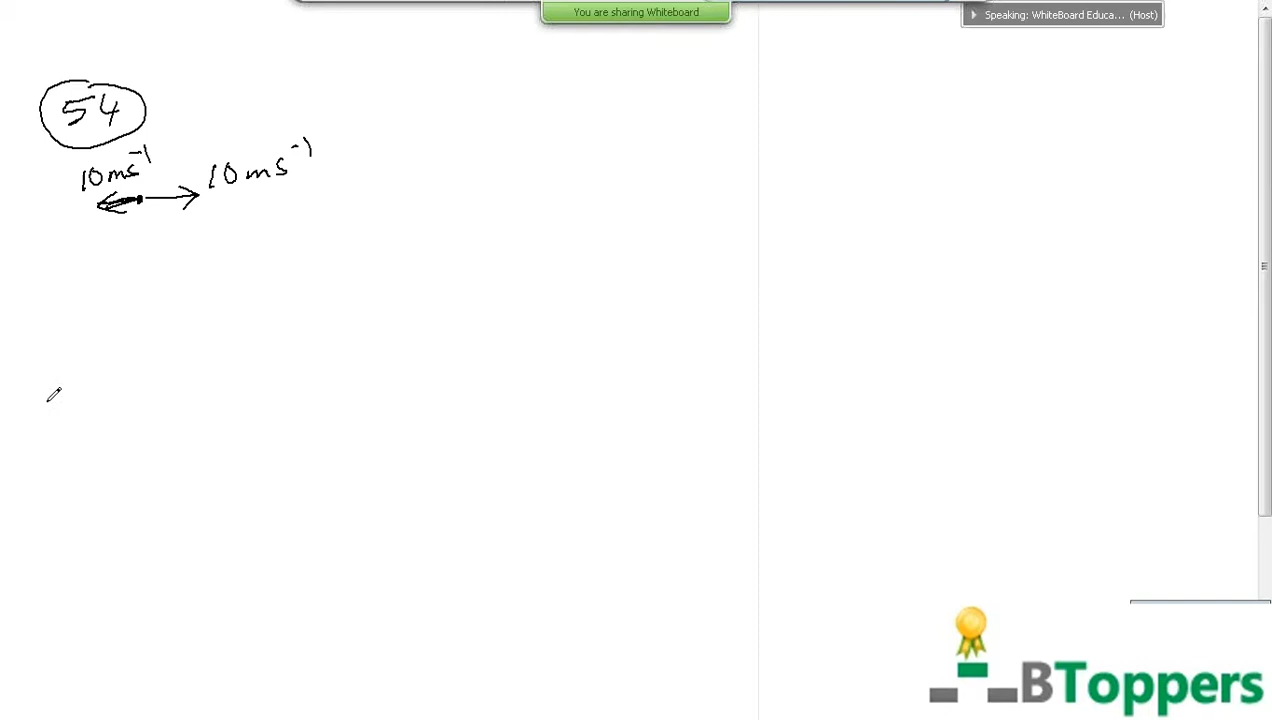 You are sharing Whiteboard
Speaking: WhiteBoard Educa... (Host)
54
10ms⁻¹
10ms⁻¹
BToppers